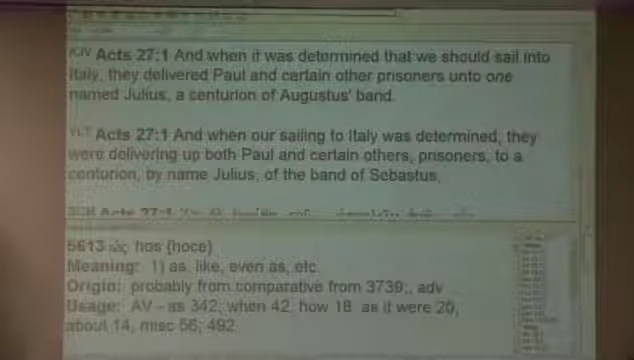 KJV Acts 27:1 And when it was determined that we should sail into
Italy, they delivered Paul and certain other prisoners unto one
named Julius, a centurion of Augustus' band.
YLT Acts 27:1 And when our sailing to Italy was determined, they
were delivering up both Paul and certain others, prisoners, to a
centurion, by name Julius, of the band of Sebastus,
5613 ὡς hos {hoce}
Meaning: 1) as, like, even as, etc.
Origin: probably from comparative from 3739;, adv
Usage: AV - as 342, when 42, how 18, as it were 20,
about 14, misc 56; 492